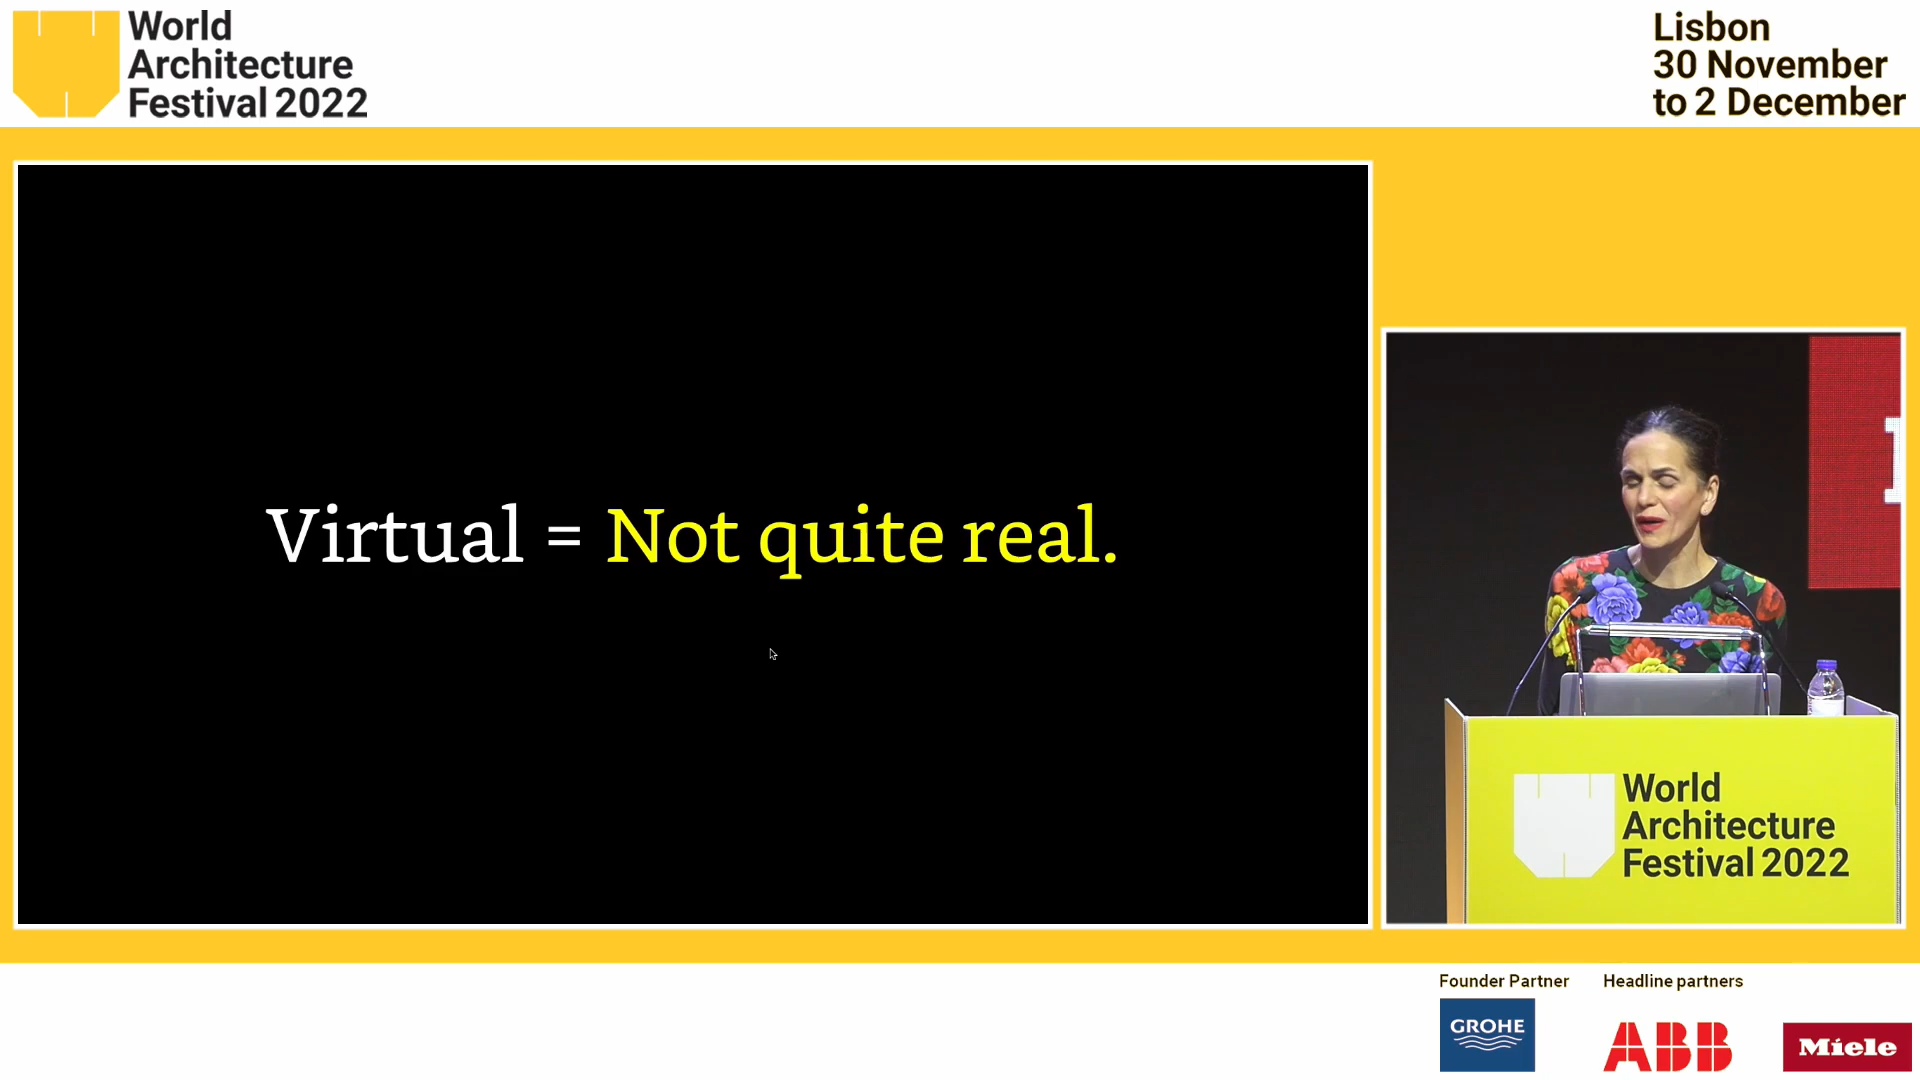 World
Architecture
Festival 2022
Lisbon
30 November
to 2 December
Virtual = Not quite real.
World
Architecture
Festival 2022
Founder Partner
Headline partners
GROHE
ABB
Miele